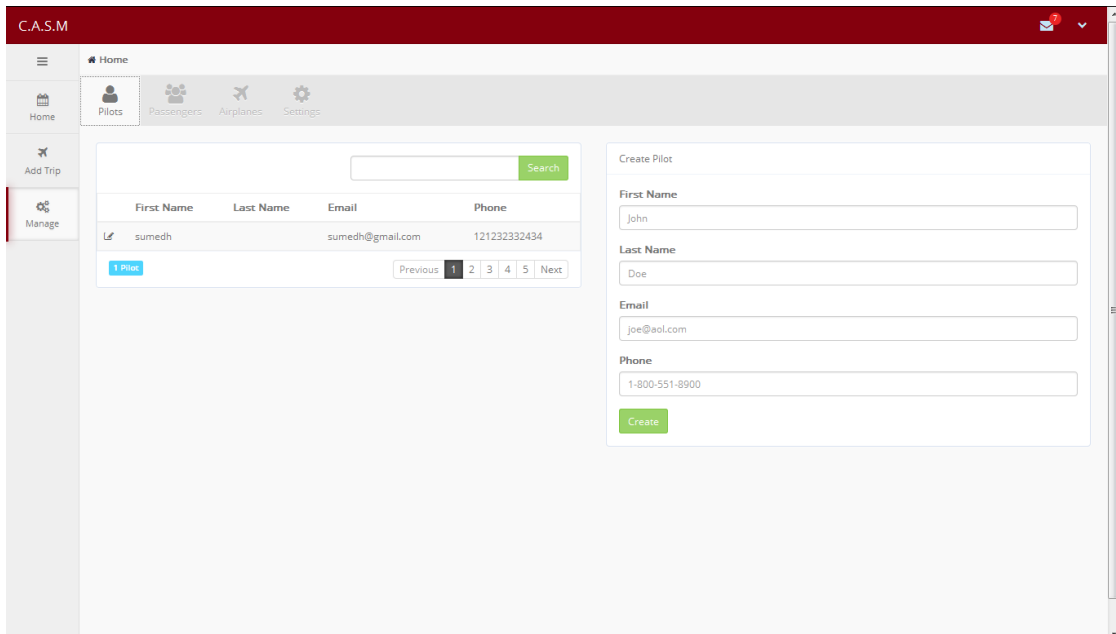 C.A.S.M
7
Home
Pilots
Passengers
Airplanes
Settings
Home
Add Trip
Manage
Search
First Name Last Name Email Phone
sumedh sumedh@gmail.com 121232332434
1 Pilot
Previous 1 2 3 4 5 Next
Create Pilot
First Name
John
Last Name
Doe
Email
joe@aol.com
Phone
1-800-551-8900
Create